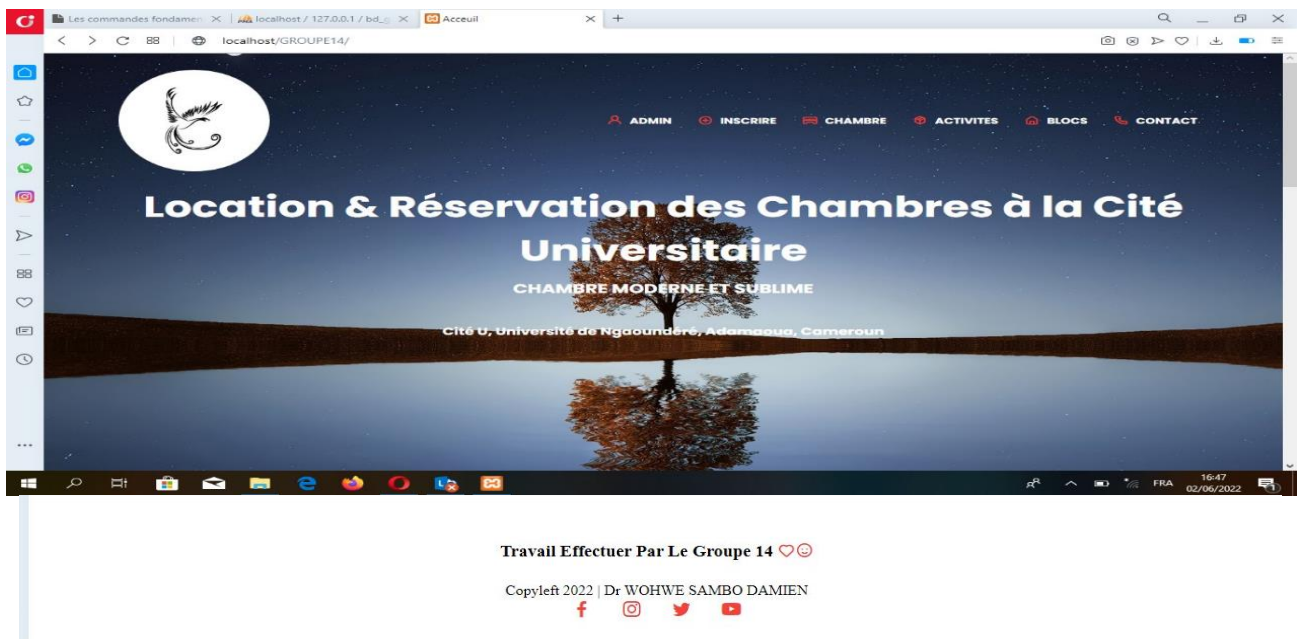 Les commandes fondamen
localhost / 127.0.0.1 / bd_g
Acceuil
localhost/GROUPE14/
ADMIN INSCRIRE CHAMBRE ACTIVITES BLOCS CONTACT
Location & Réservation des Chambres à la Cité
Universitaire
CHAMBRE MODERNE ET SUBLIME
Cité U, Université de Ngaoundéré, Adamaoua, Cameroun
FRA
16:47
02/06/2022
Travail Effectuer Par Le Groupe 14
Copyleft 2022 | Dr WOHWE SAMBO DAMIEN